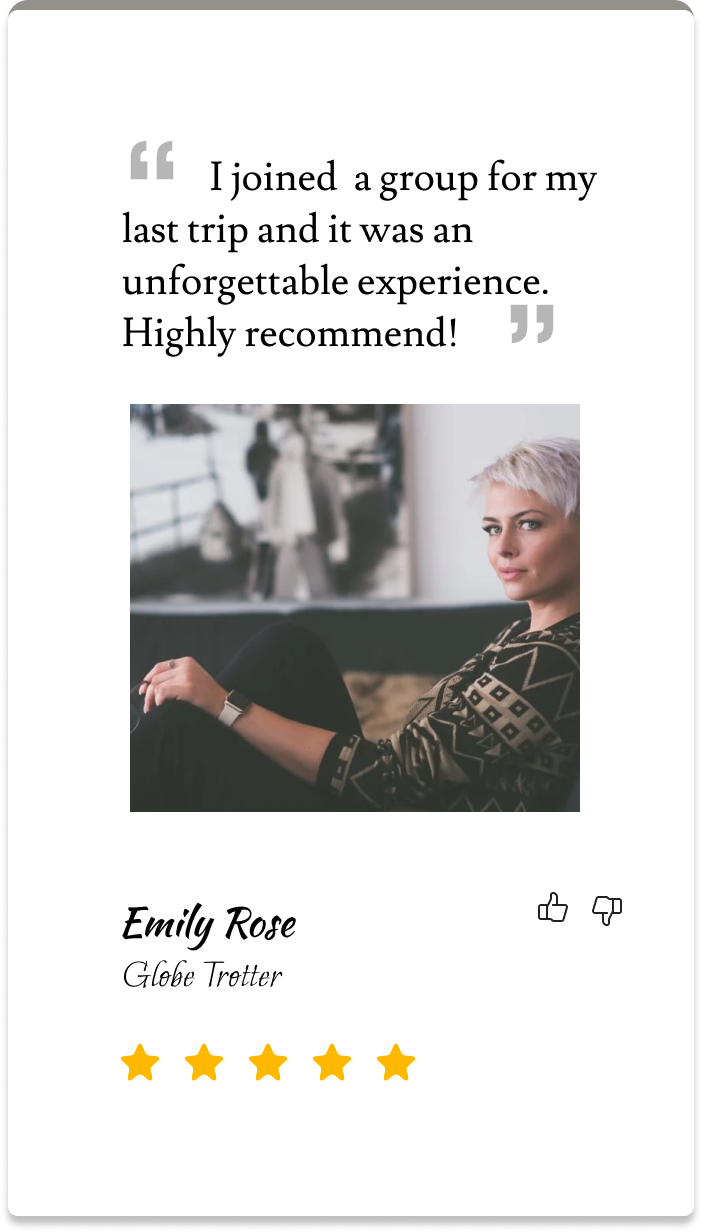 “ I joined a group for my
last trip and it was an
unforgettable experience.
Highly recommend! ”
Emily Rose
Globe Trotter